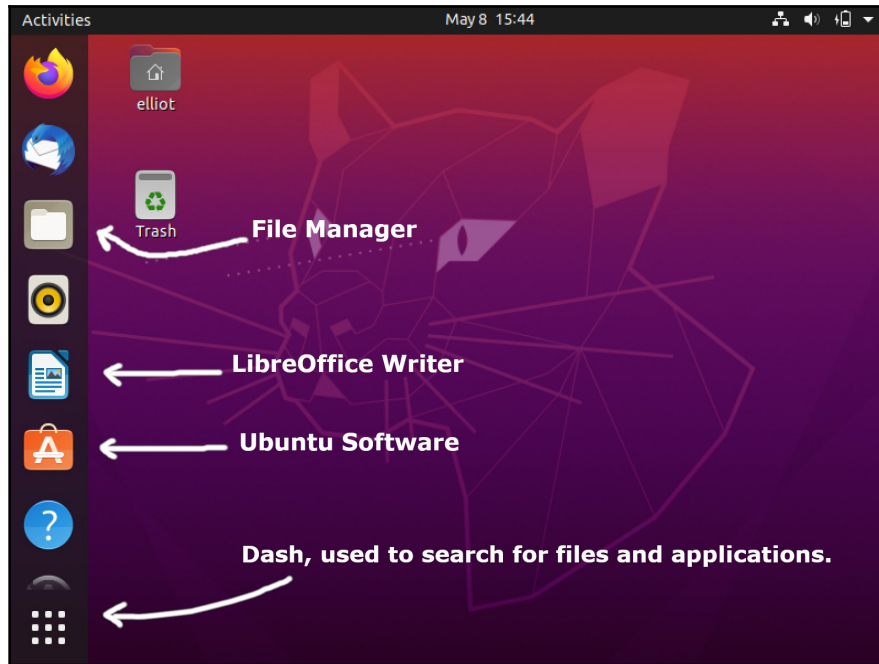 Activities
May 8 15:44
elliot
Trash
File Manager
LibreOffice Writer
Ubuntu Software
Dash, used to search for files and applications.